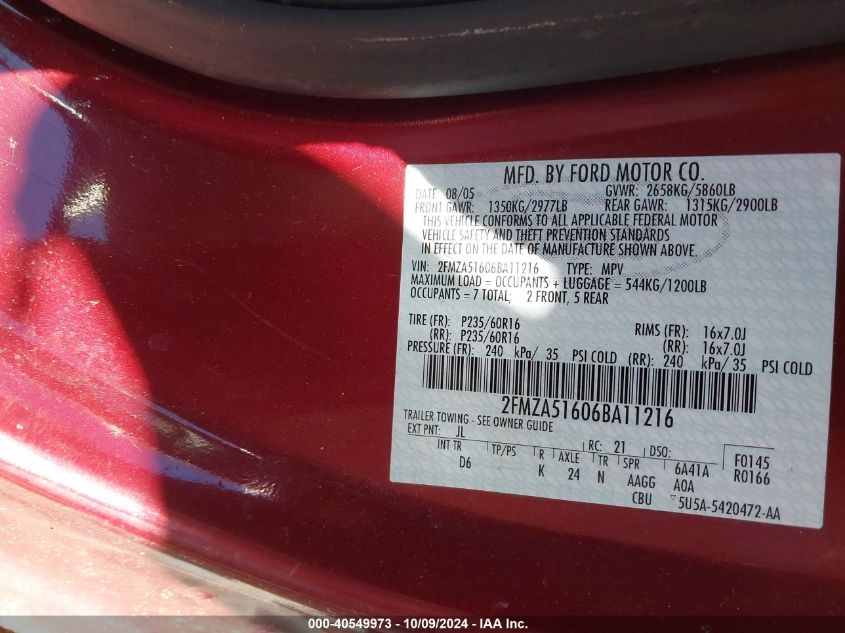 MFD. BY FORD MOTOR CO.
DATE: 08/05 GVWR: 2658KG/5860LB
FRONT GAWR: 1350KG/2977LB REAR GAWR: 1315KG/2900LB
THIS VEHICLE CONFORMS TO ALL APPLICABLE FEDERAL MOTOR
VEHICLE SAFETY AND THEFT PREVENTION STANDARDS
IN EFFECT ON THE DATE OF MANUFACTURE SHOWN ABOVE.
VIN: 2FMZA51606BA11216 TYPE: MPV
MAXIMUM LOAD = OCCUPANTS + LUGGAGE = 544KG/1200LB
OCCUPANTS = 7 TOTAL; 2 FRONT, 5 REAR
TIRE (FR): P235/60R16 RIMS (FR): 16x7.0J
(RR): P235/60R16 (RR): 16x7.0J
PRESSURE (FR): 240 kPa/ 35 PSI COLD (RR): 240 kPa/ 35 PSI COLD
2FMZA51606BA11216
TRAILER TOWING - SEE OWNER GUIDE
EXT PNT: JL RC: 21 DSO: F0145
INT TR TP/PS R AXLE TR SPR 6A41A R0166
D6 K 24 N AAGG AOA
CBU 5U5A-5420472-AA
000-40549973 - 10/09/2024 - IAA Inc.